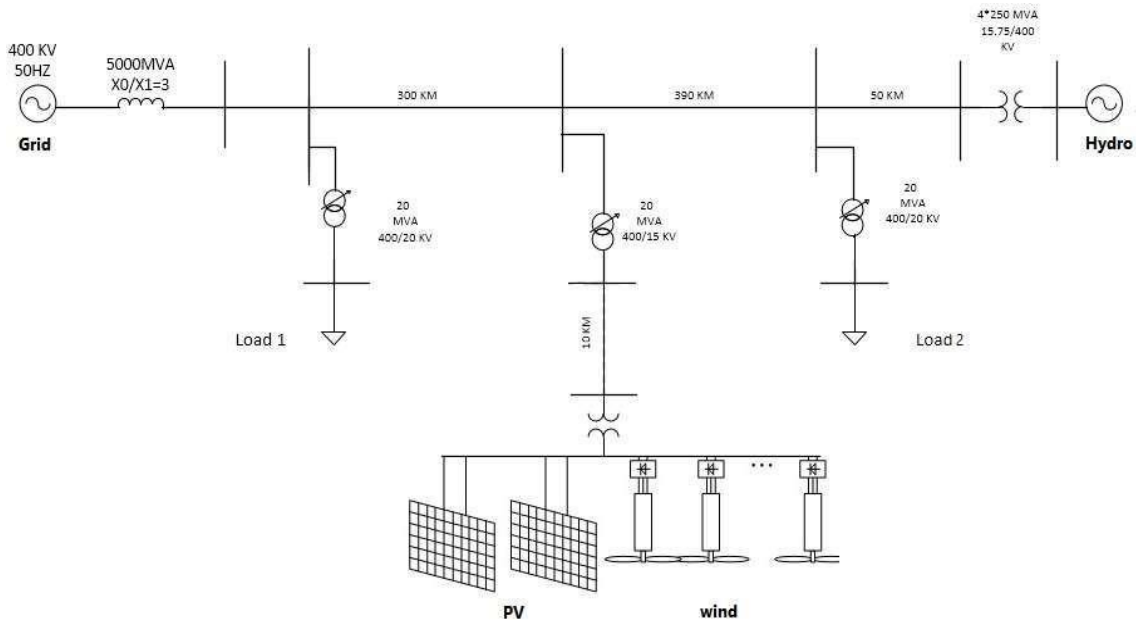 4*250 MVA
15.75/400
KV
400 KV
50HZ
5000MVA
X0/X1=3
300 KM
390 KM
50 KM
Grid
Hydro
20
MVA
400/20 KV
20
MVA
400/15 KV
20
MVA
400/20 KV
Load 1
10 KM
Load 2
...
PV
wind